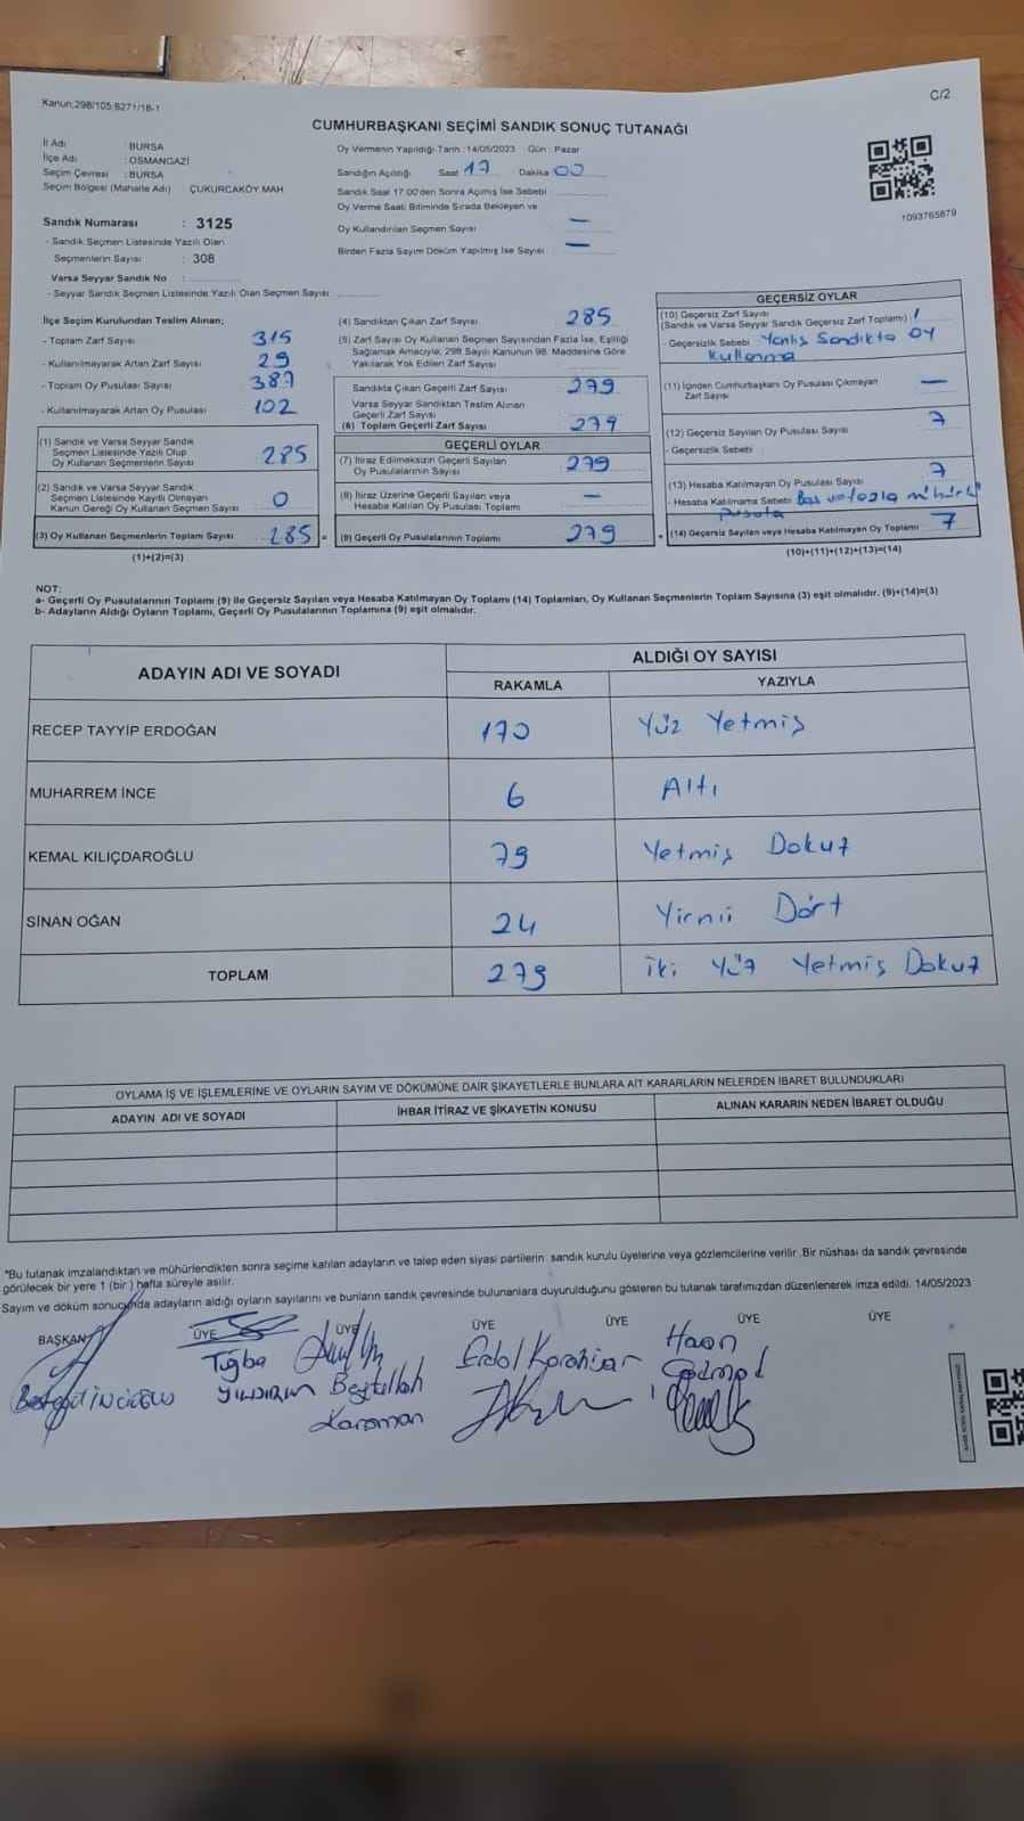 Kanun:298/105 6271/18-1
C/2
CUMHURBAŞKANI SEÇİMİ SANDIK SONUÇ TUTANAĞI
İl Adı : BURSA
İlçe Adı : OSMANGAZİ
Seçim Çevresi : BURSA
Seçim Bölgesi (Mahalle Adı) ÇUKURCAKÖY MAH
Sandık Numarası : 3125
- Sandık Seçmen Listesinde Yazılı Olan
Seçmenlerin Sayısı : 308
Varsa Seyyar Sandık No :
- Seyyar Sandık Seçmen Listesinde Yazılı Olan Seçmen Sayısı
Oy Vermenin Yapıldığı Tarih : 14/05/2023 Gün : Pazar
Sandığın Açıldığı Saat 17 Dakika 00
Sandık Saat 17.00'den Sonra Açılmış İse Sebebi
Oy Verme Saati Bitiminde Sırada Bekleyen ve
Oy Kullandırılan Seçmen Sayısı —
Birden Fazla Sayım Döküm Yapılmış İse Sayısı —
1093765879
İlçe Seçim Kurulundan Teslim Alınan;
- Toplam Zarf Sayısı 315
- Kullanılmayarak Artan Zarf Sayısı 29
- Toplam Oy Pusulası Sayısı 387
- Kullanılmayarak Artan Oy Pusulası 102
(1) Sandık ve Varsa Seyyar Sandık
Seçmen Listesinde Yazılı Olup
Oy Kullanan Seçmenlerin Sayısı 285
(2) Sandık ve Varsa Seyyar Sandık
Seçmen Listesinde Kayıtlı Olmayan
Kanun Gereği Oy Kullanan Seçmen Sayısı 0
(3) Oy Kullanan Seçmenlerin Toplam Sayısı 285
(1)+(2)=(3)
(4) Sandıktan Çıkan Zarf Sayısı 285
(5) Zarf Sayısı Oy Kullanan Seçmen Sayısından Fazla İse, Eşitliği
Sağlamak Amacıyla, 298 Sayılı Kanunun 98. Maddesine Göre
Yakılarak Yok Edilen Zarf Sayısı
Sandıkta Çıkan Geçerli Zarf Sayısı 279
Varsa Seyyar Sandıktan Teslim Alınan
Geçerli Zarf Sayısı
(6) Toplam Geçerli Zarf Sayısı 279
GEÇERLİ OYLAR
(7) İtiraz Edilmeksizin Geçerli Sayılan
Oy Pusulalarının Sayısı 279
(8) İtiraz Üzerine Geçerli Sayılan veya
Hesaba Katılan Oy Pusulası Toplamı —
(9) Geçerli Oy Pusulalarının Toplamı 279
GEÇERSİZ OYLAR
(10) Geçersiz Zarf Sayısı
(Sandık ve Varsa Seyyar Sandık Geçersiz Zarf Toplamı) 1
- Geçersizlik Sebebi Yanlış Sandıkta oy
Kullanma
(11) İçinden Cumhurbaşkanı Oy Pusulası Çıkmayan
Zarf Sayısı —
(12) Geçersiz Sayılan Oy Pusulası Sayısı 7
- Geçersizlik Sebebi
(13) Hesaba Katılmayan Oy Pusulası Sayısı 7
- Hesaba Katılmama Sebebi Boş ve fazla mühürlü
pusula
(14) Geçersiz Sayılan veya Hesaba Katılmayan Oy Toplamı 7
(10)+(11)+(12)+(13)=(14)
NOT:
a- Geçerli Oy Pusulalarının Toplamı (9) ile Geçersiz Sayılan veya Hesaba Katılmayan Oy Toplamı (14) Toplamları, Oy Kullanan Seçmenlerin Toplam Sayısına (3) eşit olmalıdır. (9)+(14)=(3)
b- Adayların Aldığı Oyların Toplamı, Geçerli Oy Pusulalarının Toplamına (9) eşit olmalıdır.
ADAYIN ADI VE SOYADI
ALDIĞI OY SAYISI
RAKAMLA YAZIYLA
RECEP TAYYİP ERDOĞAN 170 Yüz Yetmiş
MUHARREM İNCE 6 Altı
KEMAL KILIÇDAROĞLU 79 Yetmiş Dokuz
SİNAN OĞAN 24 Yirmi Dört
TOPLAM 279 İki Yüz Yetmiş Dokuz
OYLAMA İŞ VE İŞLEMLERİNE VE OYLARIN SAYIM VE DÖKÜMÜNE DAİR ŞİKAYETLERLE BUNLARA AİT KARARLARIN NELERDEN İBARET BULUNDUKLARI
ADAYIN ADI VE SOYADI İHBAR İTİRAZ VE ŞİKAYETİN KONUSU ALINAN KARARIN NEDEN İBARET OLDUĞU
*Bu tutanak imzalandıktan ve mühürlendikten sonra seçime katılan adayların ve talep eden siyasi partilerin sandık kurulu üyelerine veya gözlemcilerine verilir. Bir nüshası da sandık çevresinde
görülecek bir yere 1 (bir) hafta süreyle asılır.
Sayım ve döküm sonucunda adayların aldığı oyların sayılarını ve bunların sandık çevresinde bulunanlara duyurulduğunu gösteren bu tutanak tarafımızdan düzenlenerek imza edildi. 14/05/2023
BAŞKAN ÜYE ÜYE ÜYE ÜYE ÜYE ÜYE
Tuğba
YILDIRIM
Beytullah
Karaman
Erdol Korahisar
Hasan